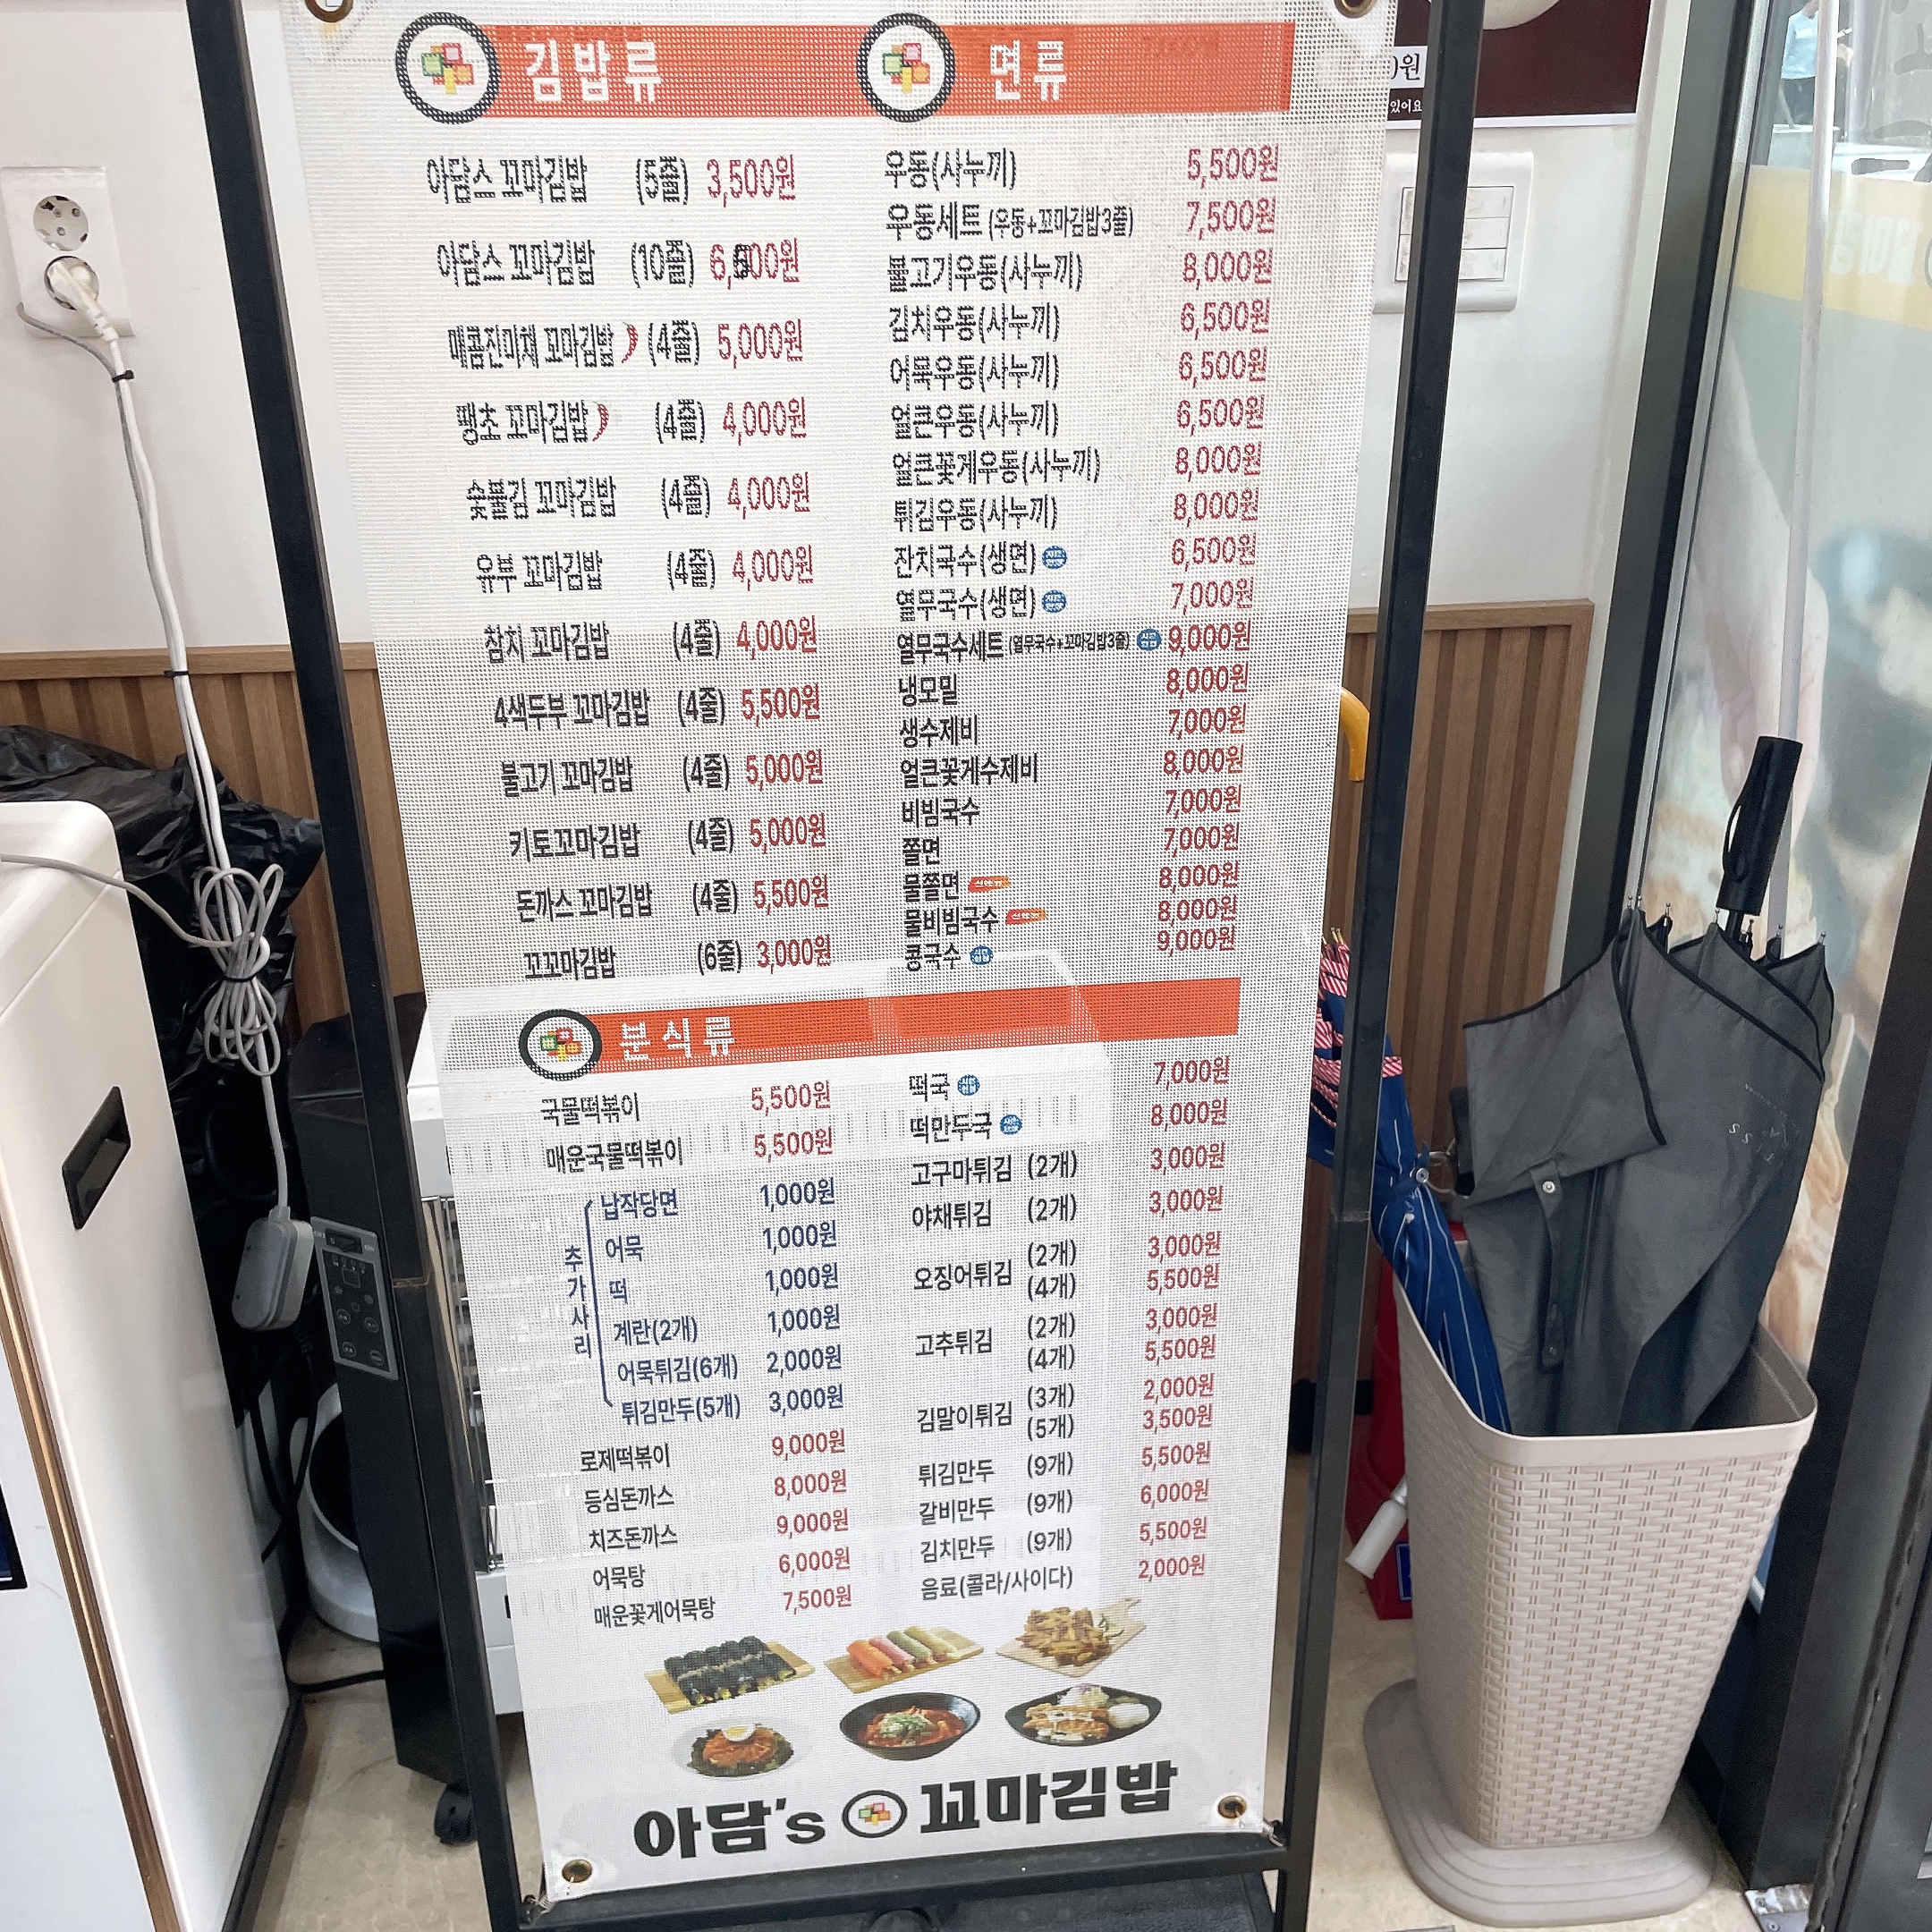 김밥류
아담스 꼬마김밥 (5줄) 3,500원
아담스 꼬마김밥 (10줄)
매콤진미채 꼬마김밥 (4줄) 5,000원
땡초 꼬마김밥 (4줄) 4,000원
숯불김 꼬마김밥 (4줄) 4,000원
유부 꼬마김밥 (4줄) 4,000원
참치 꼬마김밥 (4줄) 4,000원
4색두부 꼬마김밥 (4줄) 5,500원
불고기 꼬마김밥 (4줄) 5,000원
키토꼬마김밥 (4줄) 5,000원
돈까스 꼬마김밥 (4줄) 5,500원
꼬꼬마김밥 (6줄) 3,000원
면류
우동(사누끼) 5,500원
우동세트 (우동+꼬마김밥3줄) 7,500원
불고기우동(사누끼) 8,000원
김치우동(사누끼) 6,500원
어묵우동(사누끼) 6,500원
얼큰우동(사누끼) 6,500원
얼큰꽃게우동(사누끼) 8,000원
튀김우동(사누끼) 8,000원
잔치국수(생면) 6,500원
열무국수(생면) 7,000원
열무국수세트 (열무국수+꼬마김밥3줄) 9,000원
냉모밀 8,000원
생수제비 7,000원
얼큰꽃게수제비 8,000원
비빔국수 7,000원
쫄면 7,000원
물쫄면 8,000원
물비빔국수 8,000원
콩국수 9,000원
분식류
국물떡볶이 5,500원
매운국물떡볶이 5,500원
추가사리
납작당면 1,000원
어묵 1,000원
떡 1,000원
계란(2개) 1,000원
어묵튀김(6개) 2,000원
튀김만두(5개) 3,000원
로제떡볶이 9,000원
등심돈까스 8,000원
치즈돈까스 9,000원
어묵탕 6,000원
매운꽃게어묵탕 7,500원
떡국 7,000원
떡만두국 8,000원
고구마튀김 (2개) 3,000원
야채튀김 (2개) 3,000원
오징어튀김 (2개) 3,000원
(4개) 5,500원
고추튀김 (2개) 3,000원
(4개) 5,500원
김말이튀김 (3개) 2,000원
(5개) 3,500원
튀김만두 (9개) 5,500원
갈비만두 (9개) 6,000원
김치만두 (9개) 5,500원
음료(콜라/사이다) 2,000원
아담's 꼬마김밥
원
있어요